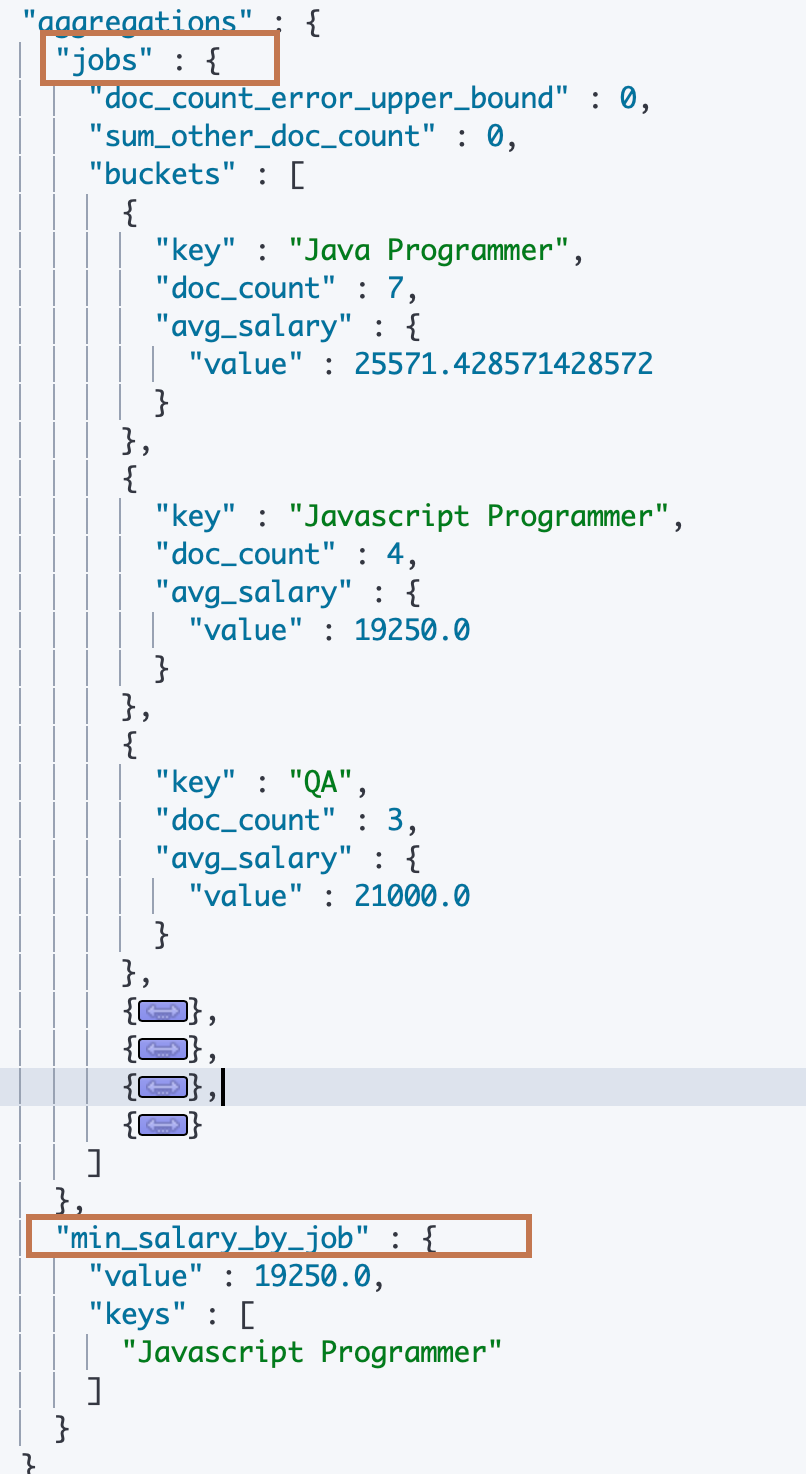 "aggregations" : {
"jobs" : {
"doc_count_error_upper_bound" : 0,
"sum_other_doc_count" : 0,
"buckets" : [
{
"key" : "Java Programmer",
"doc_count" : 7,
"avg_salary" : {
"value" : 25571.428571428572
}
},
{
"key" : "Javascript Programmer",
"doc_count" : 4,
"avg_salary" : {
"value" : 19250.0
}
},
{
"key" : "QA",
"doc_count" : 3,
"avg_salary" : {
"value" : 21000.0
}
},
{↔},
{↔},
{↔},
{↔}
]
},
"min_salary_by_job" : {
"value" : 19250.0,
"keys" : [
"Javascript Programmer"
]
}
}